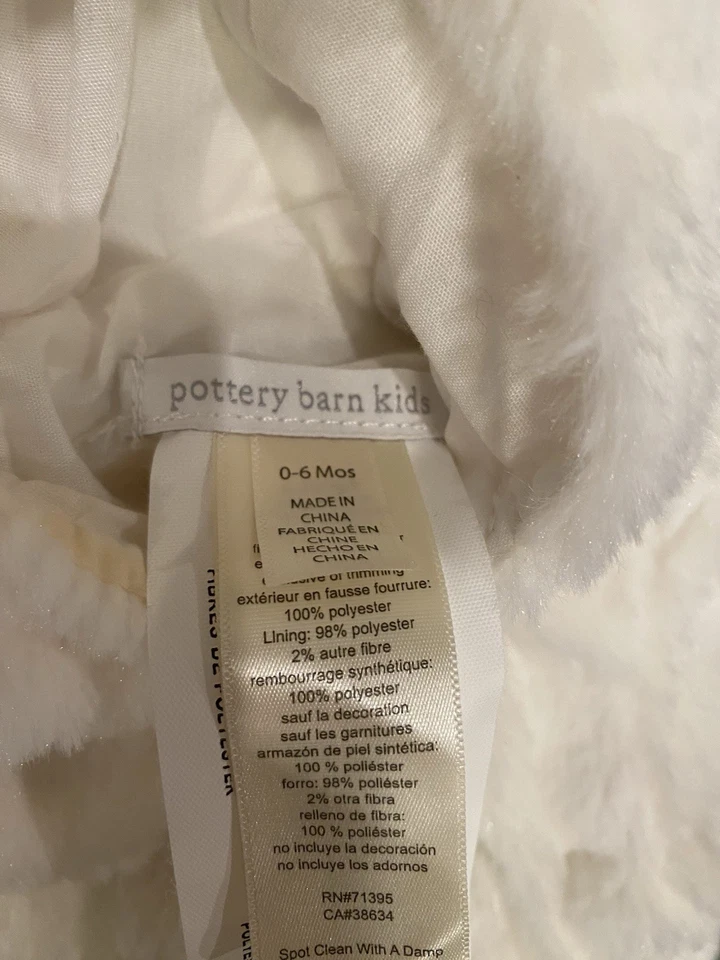 pottery barn kids
0-6 Mos
MADE IN
CHINA
FABRIQUÉ EN
CHINE
HECHO EN
CHINA
of trimming
extérieur en fausse fourrure:
100% polyester
LIning: 98% polyester
2% autre fibre
rembourrage synthétique:
100% polyester
sauf la decoration
sauf les garnitures
armazón de piel sintética:
100 % poliéster
forro: 98% poliéster
2% otra fibra
relleno de fibra:
100 % poliéster
no incluye la decoración
no incluye los adornos
RN#71395
CA#38634
Spot Clean With A Damp